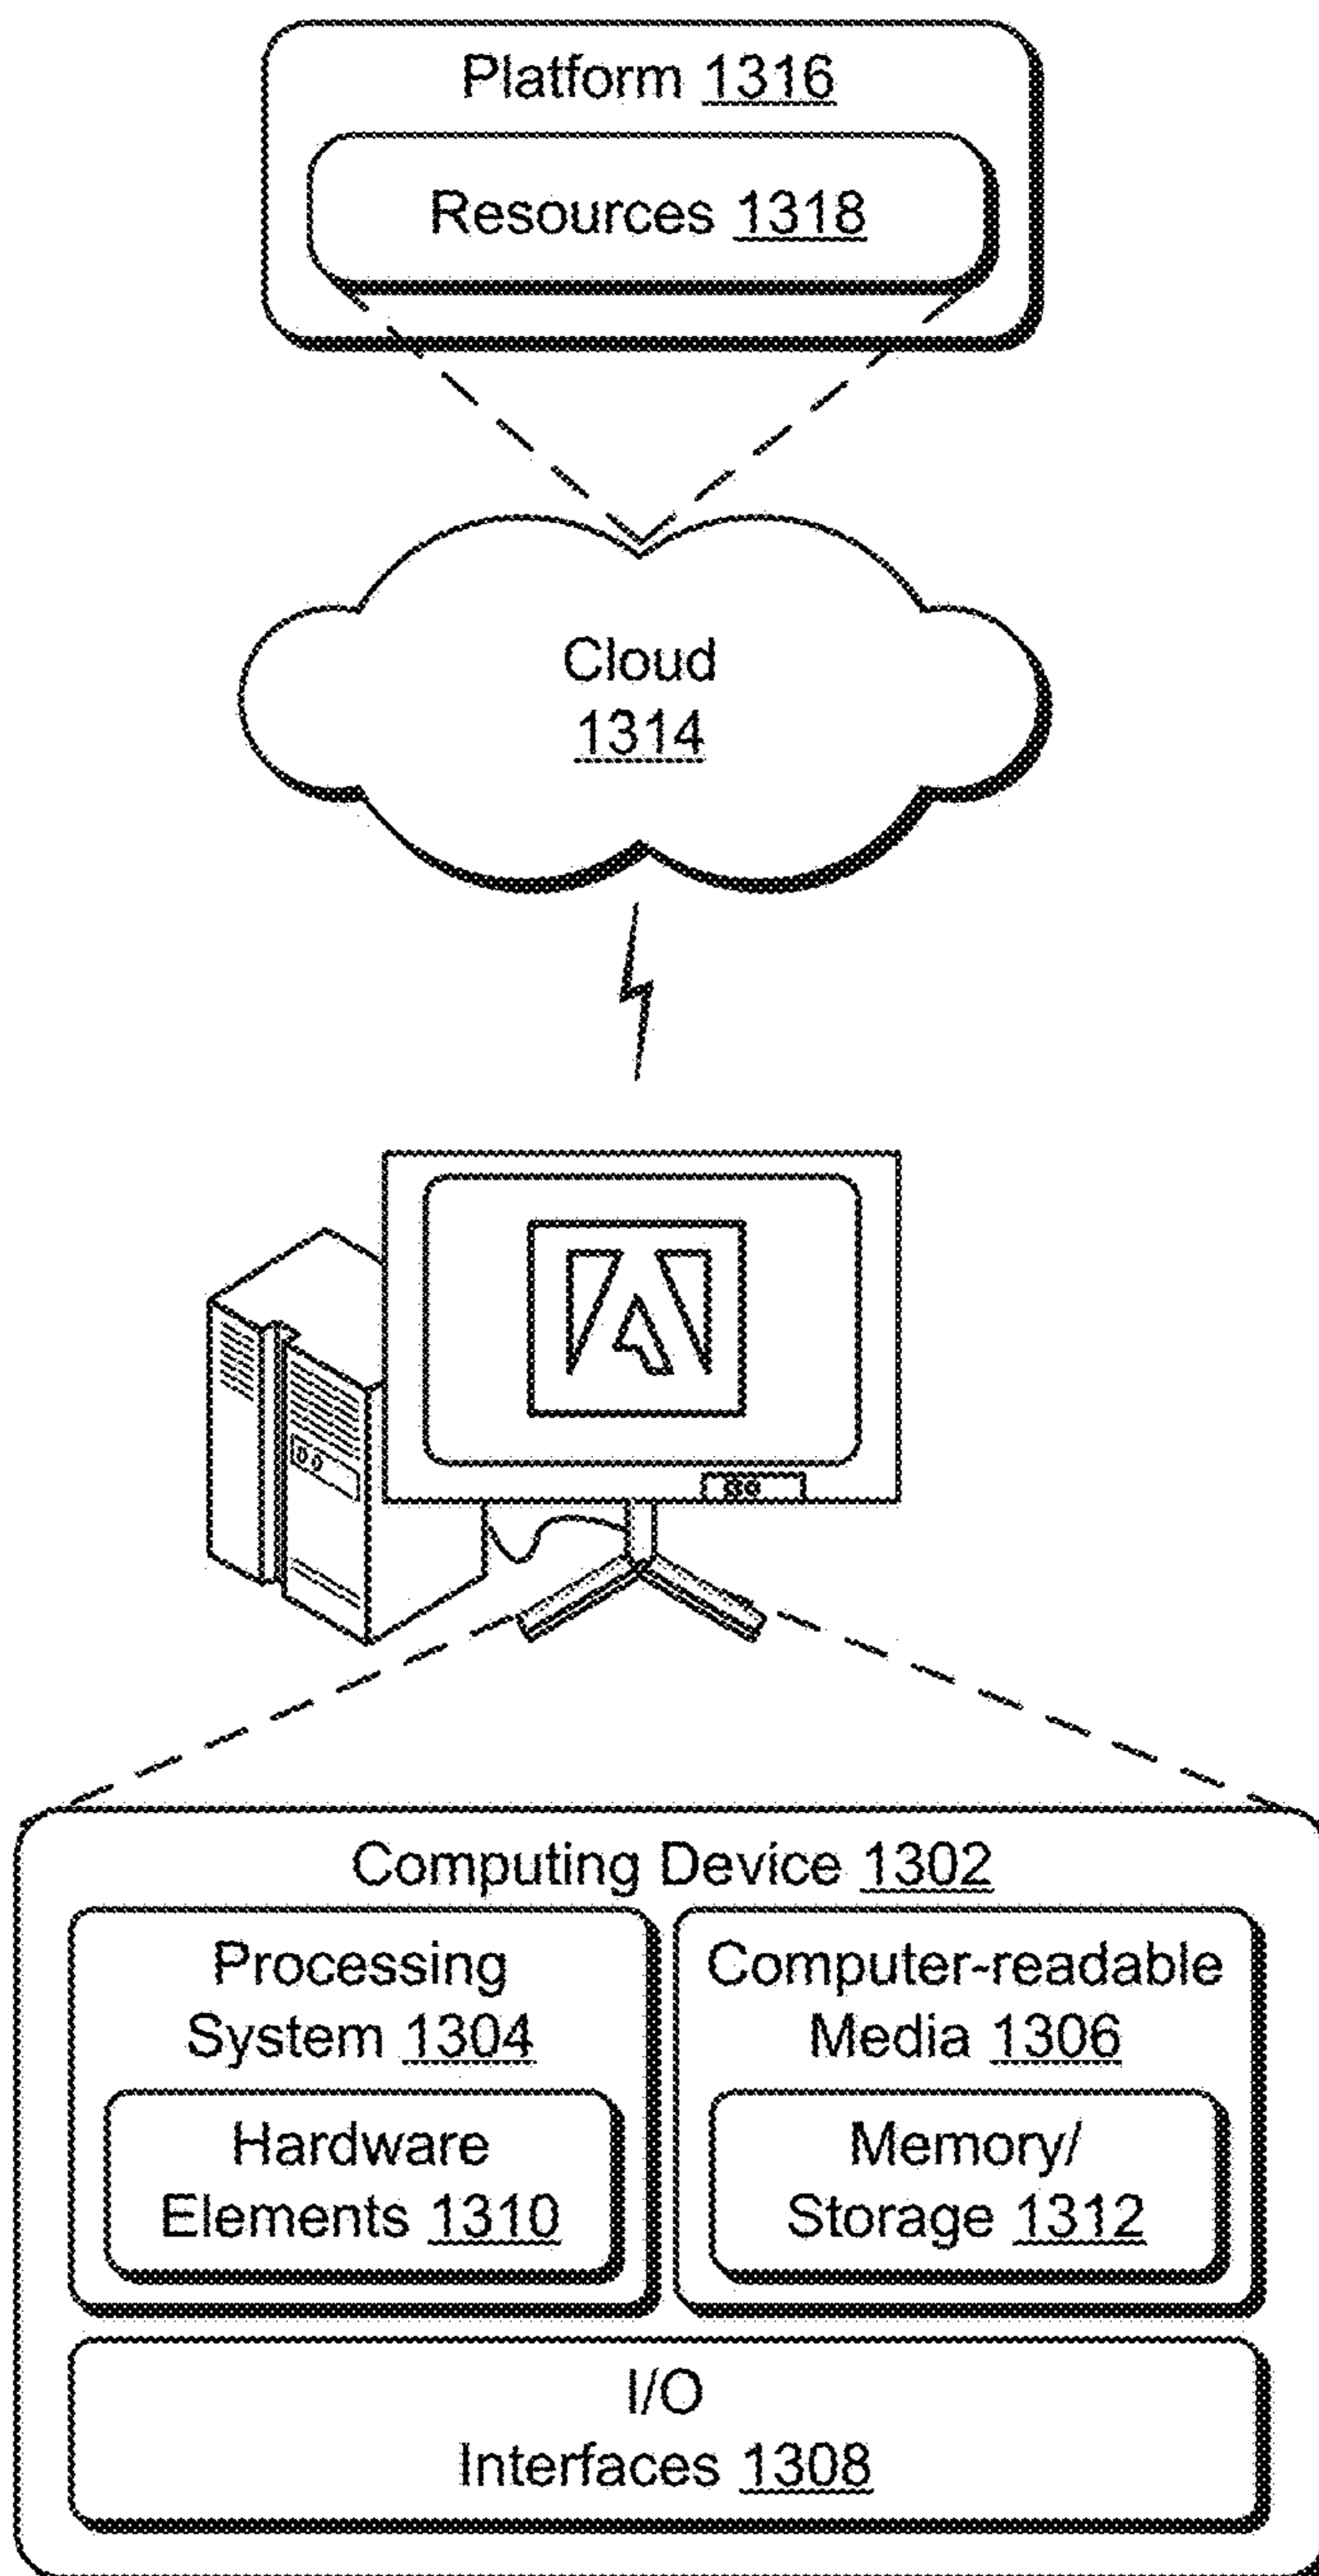 Platform 1316
Resources 1318
Cloud
1314
Computing Device 1302
Processing
System 1304
Hardware
Elements 1310
Computer-readable
Media 1306
Memory/
Storage 1312
I/O
Interfaces 1308